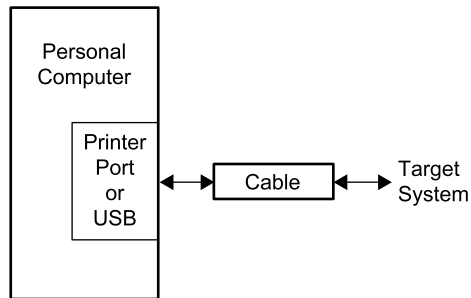 Personal
Computer
Printer
Port
or
USB
Cable
Target
System